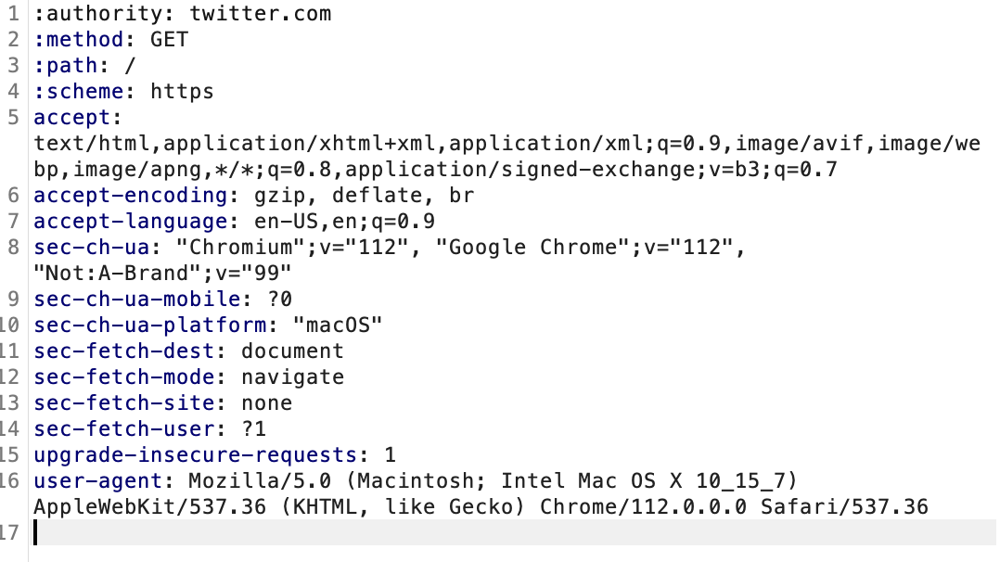 1 :authority: twitter.com
2 :method: GET
3 :path: /
4 :scheme: https
5 accept:
text/html,application/xhtml+xml,application/xml;q=0.9,image/avif,image/we
bp,image/apng,*/*;q=0.8,application/signed-exchange;v=b3;q=0.7
6 accept-encoding: gzip, deflate, br
7 accept-language: en-US,en;q=0.9
8 sec-ch-ua: "Chromium";v="112", "Google Chrome";v="112",
"Not:A-Brand";v="99"
9 sec-ch-ua-mobile: ?0
10 sec-ch-ua-platform: "macOS"
11 sec-fetch-dest: document
12 sec-fetch-mode: navigate
13 sec-fetch-site: none
14 sec-fetch-user: ?1
15 upgrade-insecure-requests: 1
16 user-agent: Mozilla/5.0 (Macintosh; Intel Mac OS X 10_15_7)
AppleWebKit/537.36 (KHTML, like Gecko) Chrome/112.0.0.0 Safari/537.36
17